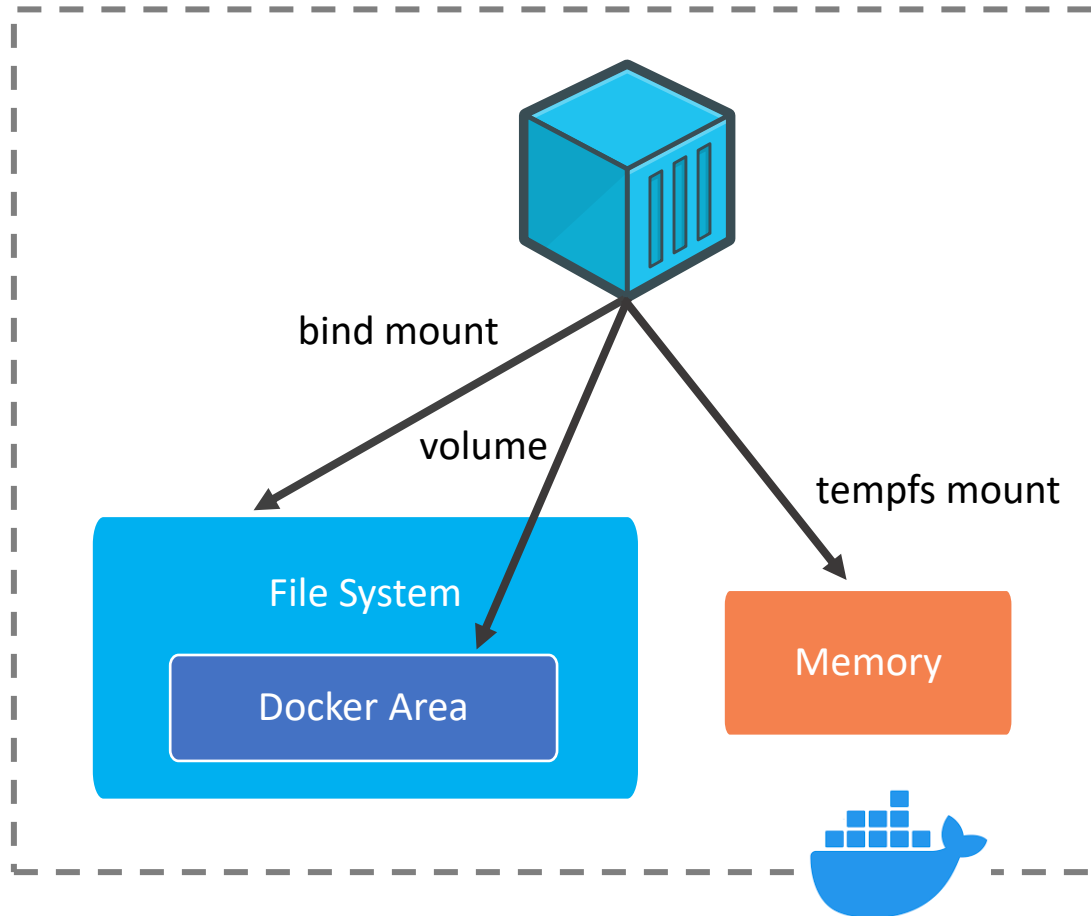 bind mount
volume
tempfs mount
File System
Memory
Docker Area